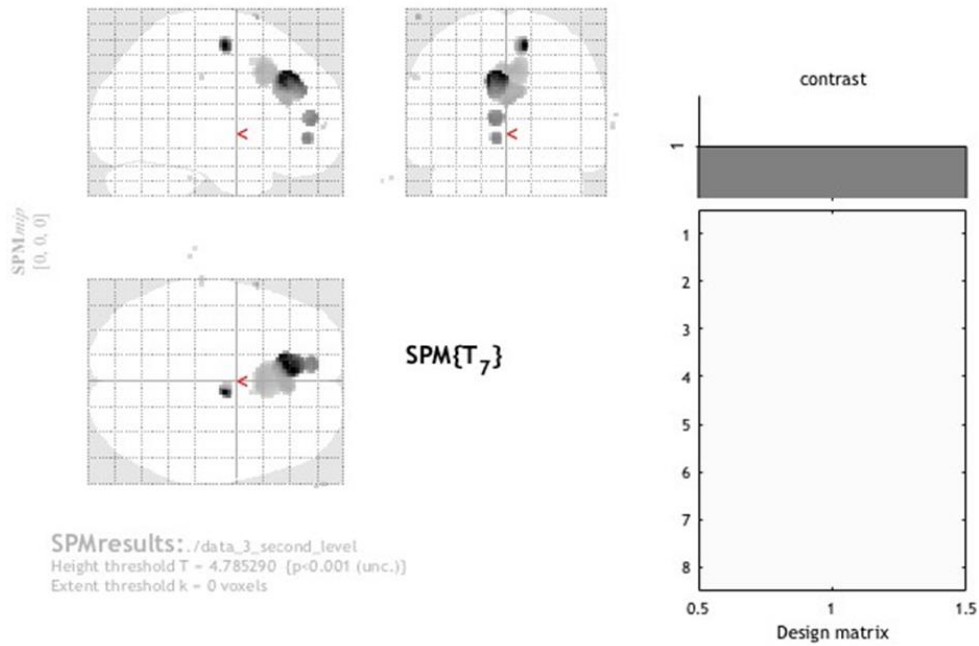 contrast
1
SPMmip
[0, 0, 0]
<
<
<
SPM{T7}
1
2
3
4
5
6
7
8
0.5
1
1.5
Design matrix
SPMresults: ./data_3_second_level
Height threshold T = 4.785290 {p<0.001 (unc.)}
Extent threshold k = 0 voxels